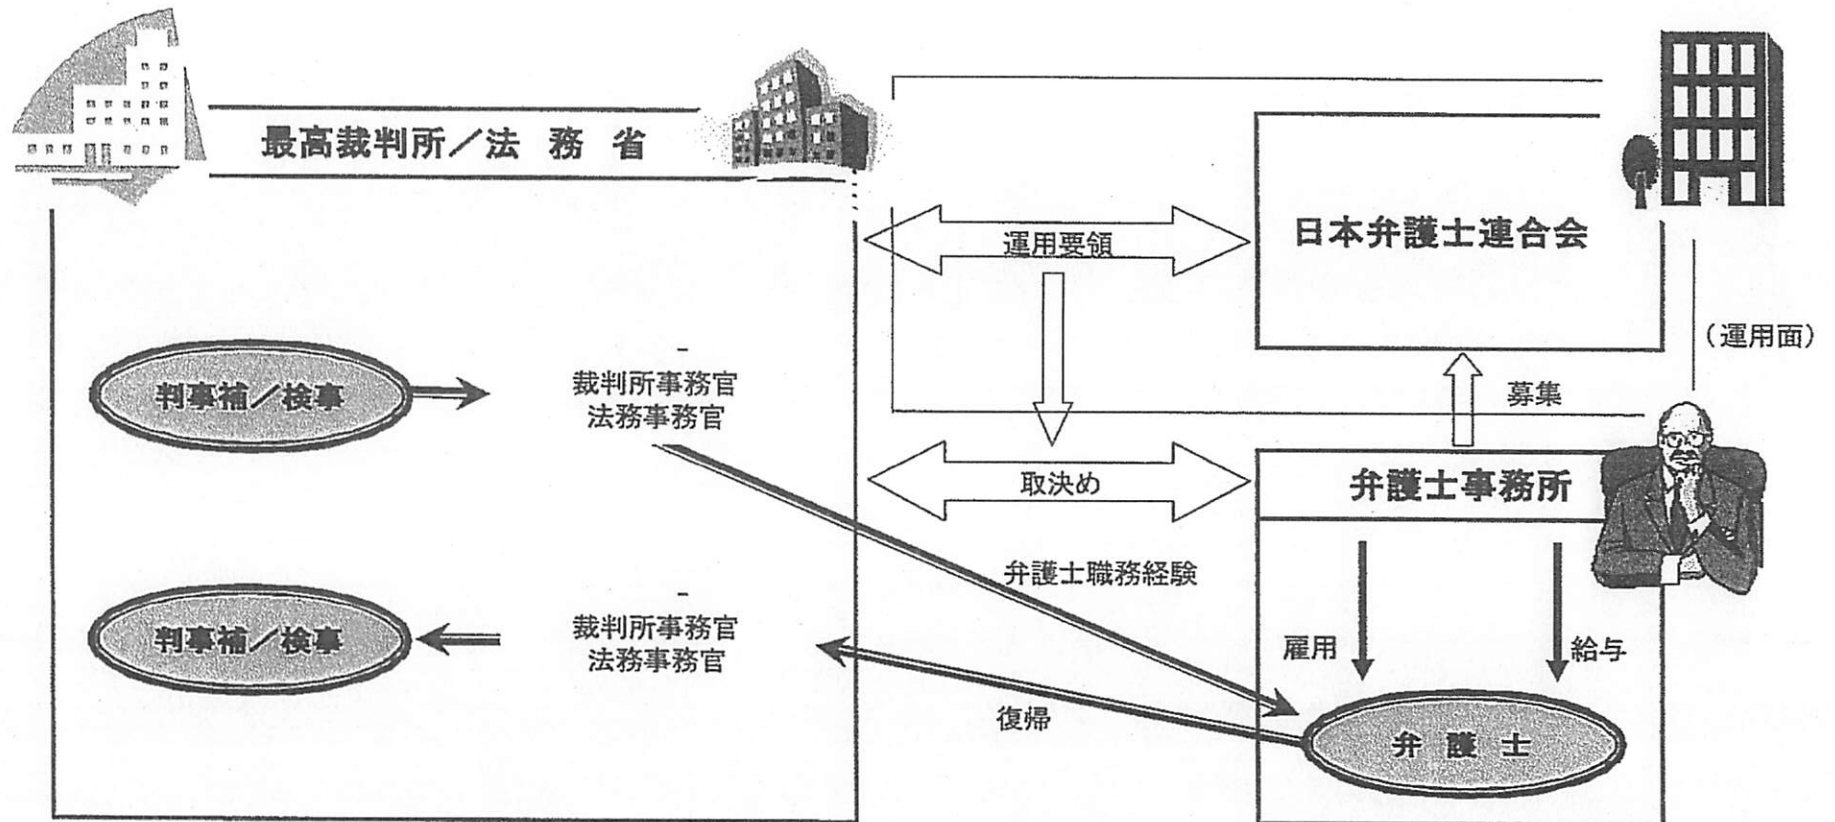 最高裁判所／法 務 省
運用要領
日本弁護士連合会
(運用面)
判事補／検事
裁判所事務官
法務事務官
募集
取決め
弁護士事務所
弁護士職務経験
雇用
給与
判事補／検事
裁判所事務官
法務事務官
復帰
弁 護 士